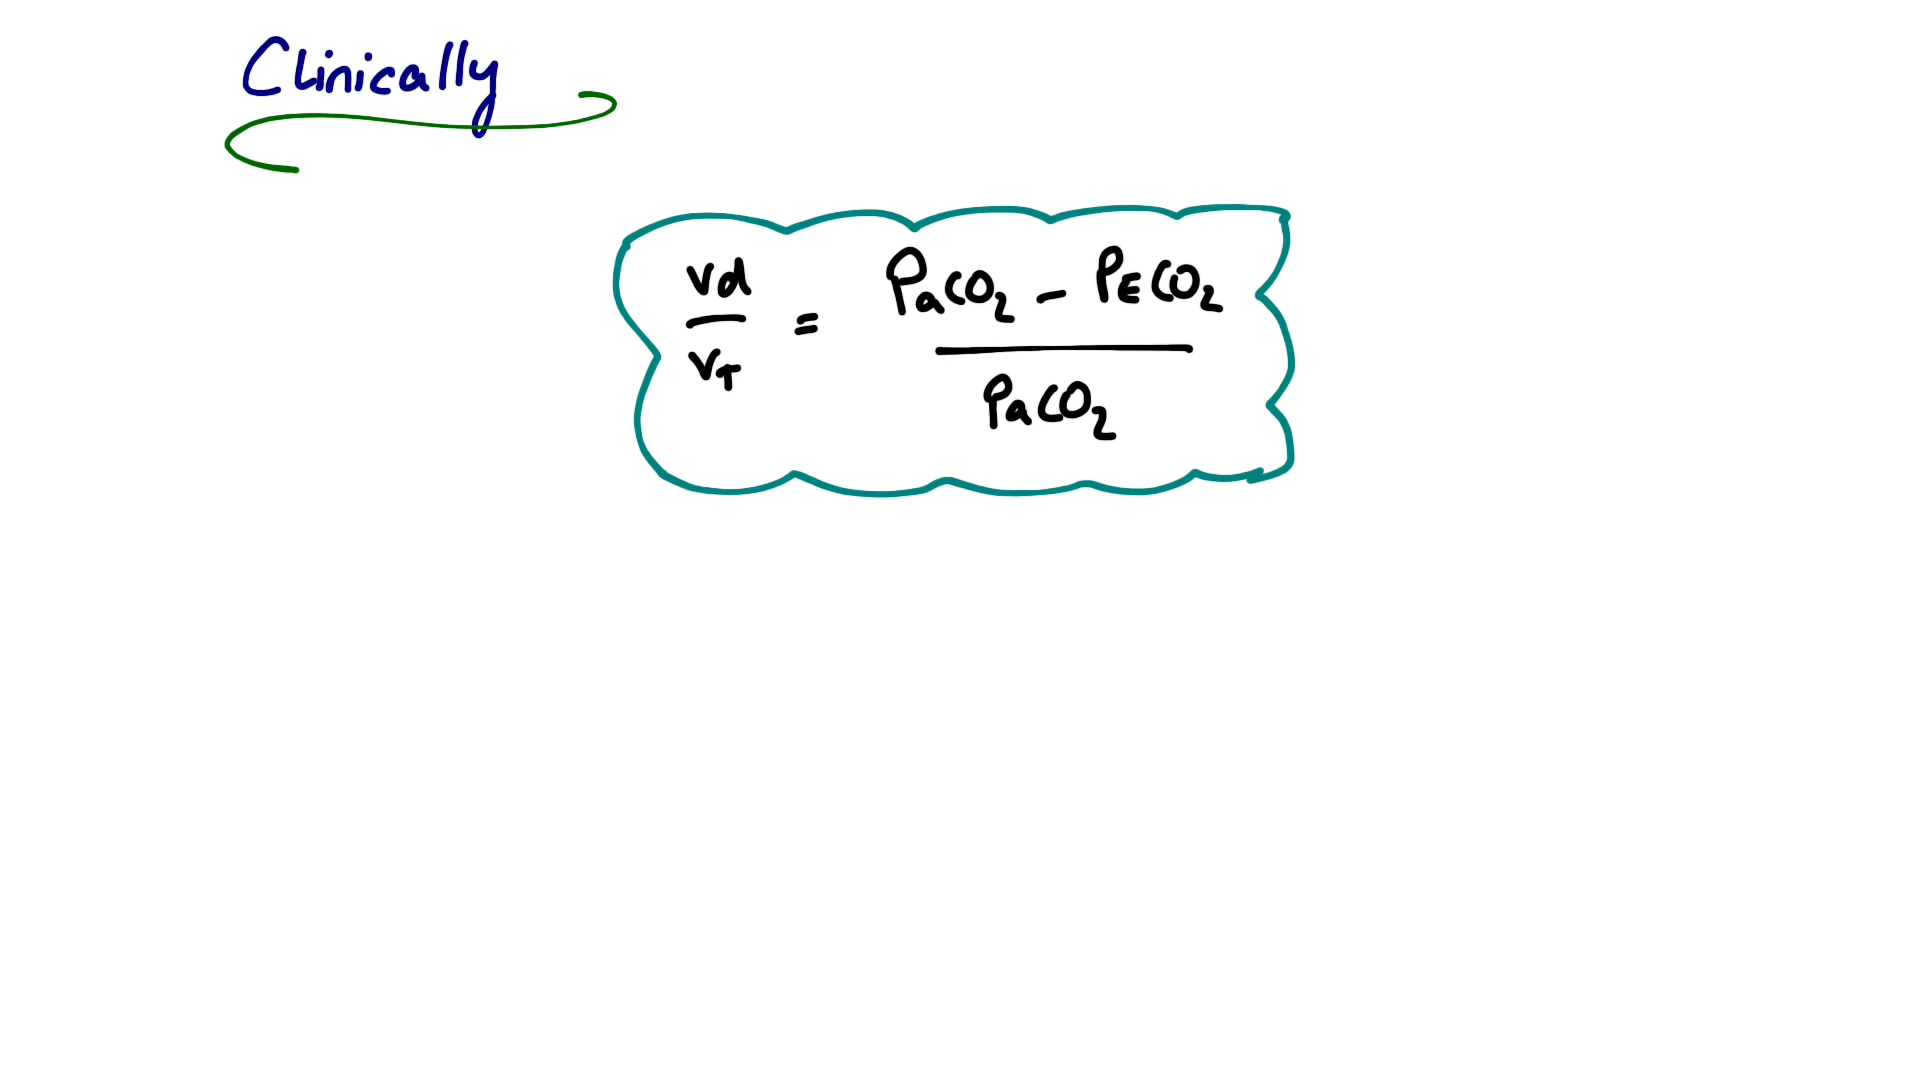 Clinically
Vd/VT = PaCO2 - PECO2 / PaCO2